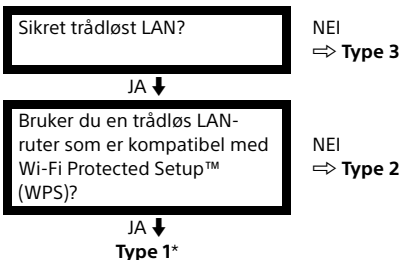 Sikret trådløst LAN?
NEI
⇨ Type 3
JA ⬇
Bruker du en trådløs LAN-
ruter som er kompatibel med
Wi-Fi Protected Setup™
(WPS)?
NEI
⇨ Type 2
JA ⬇
Type 1*